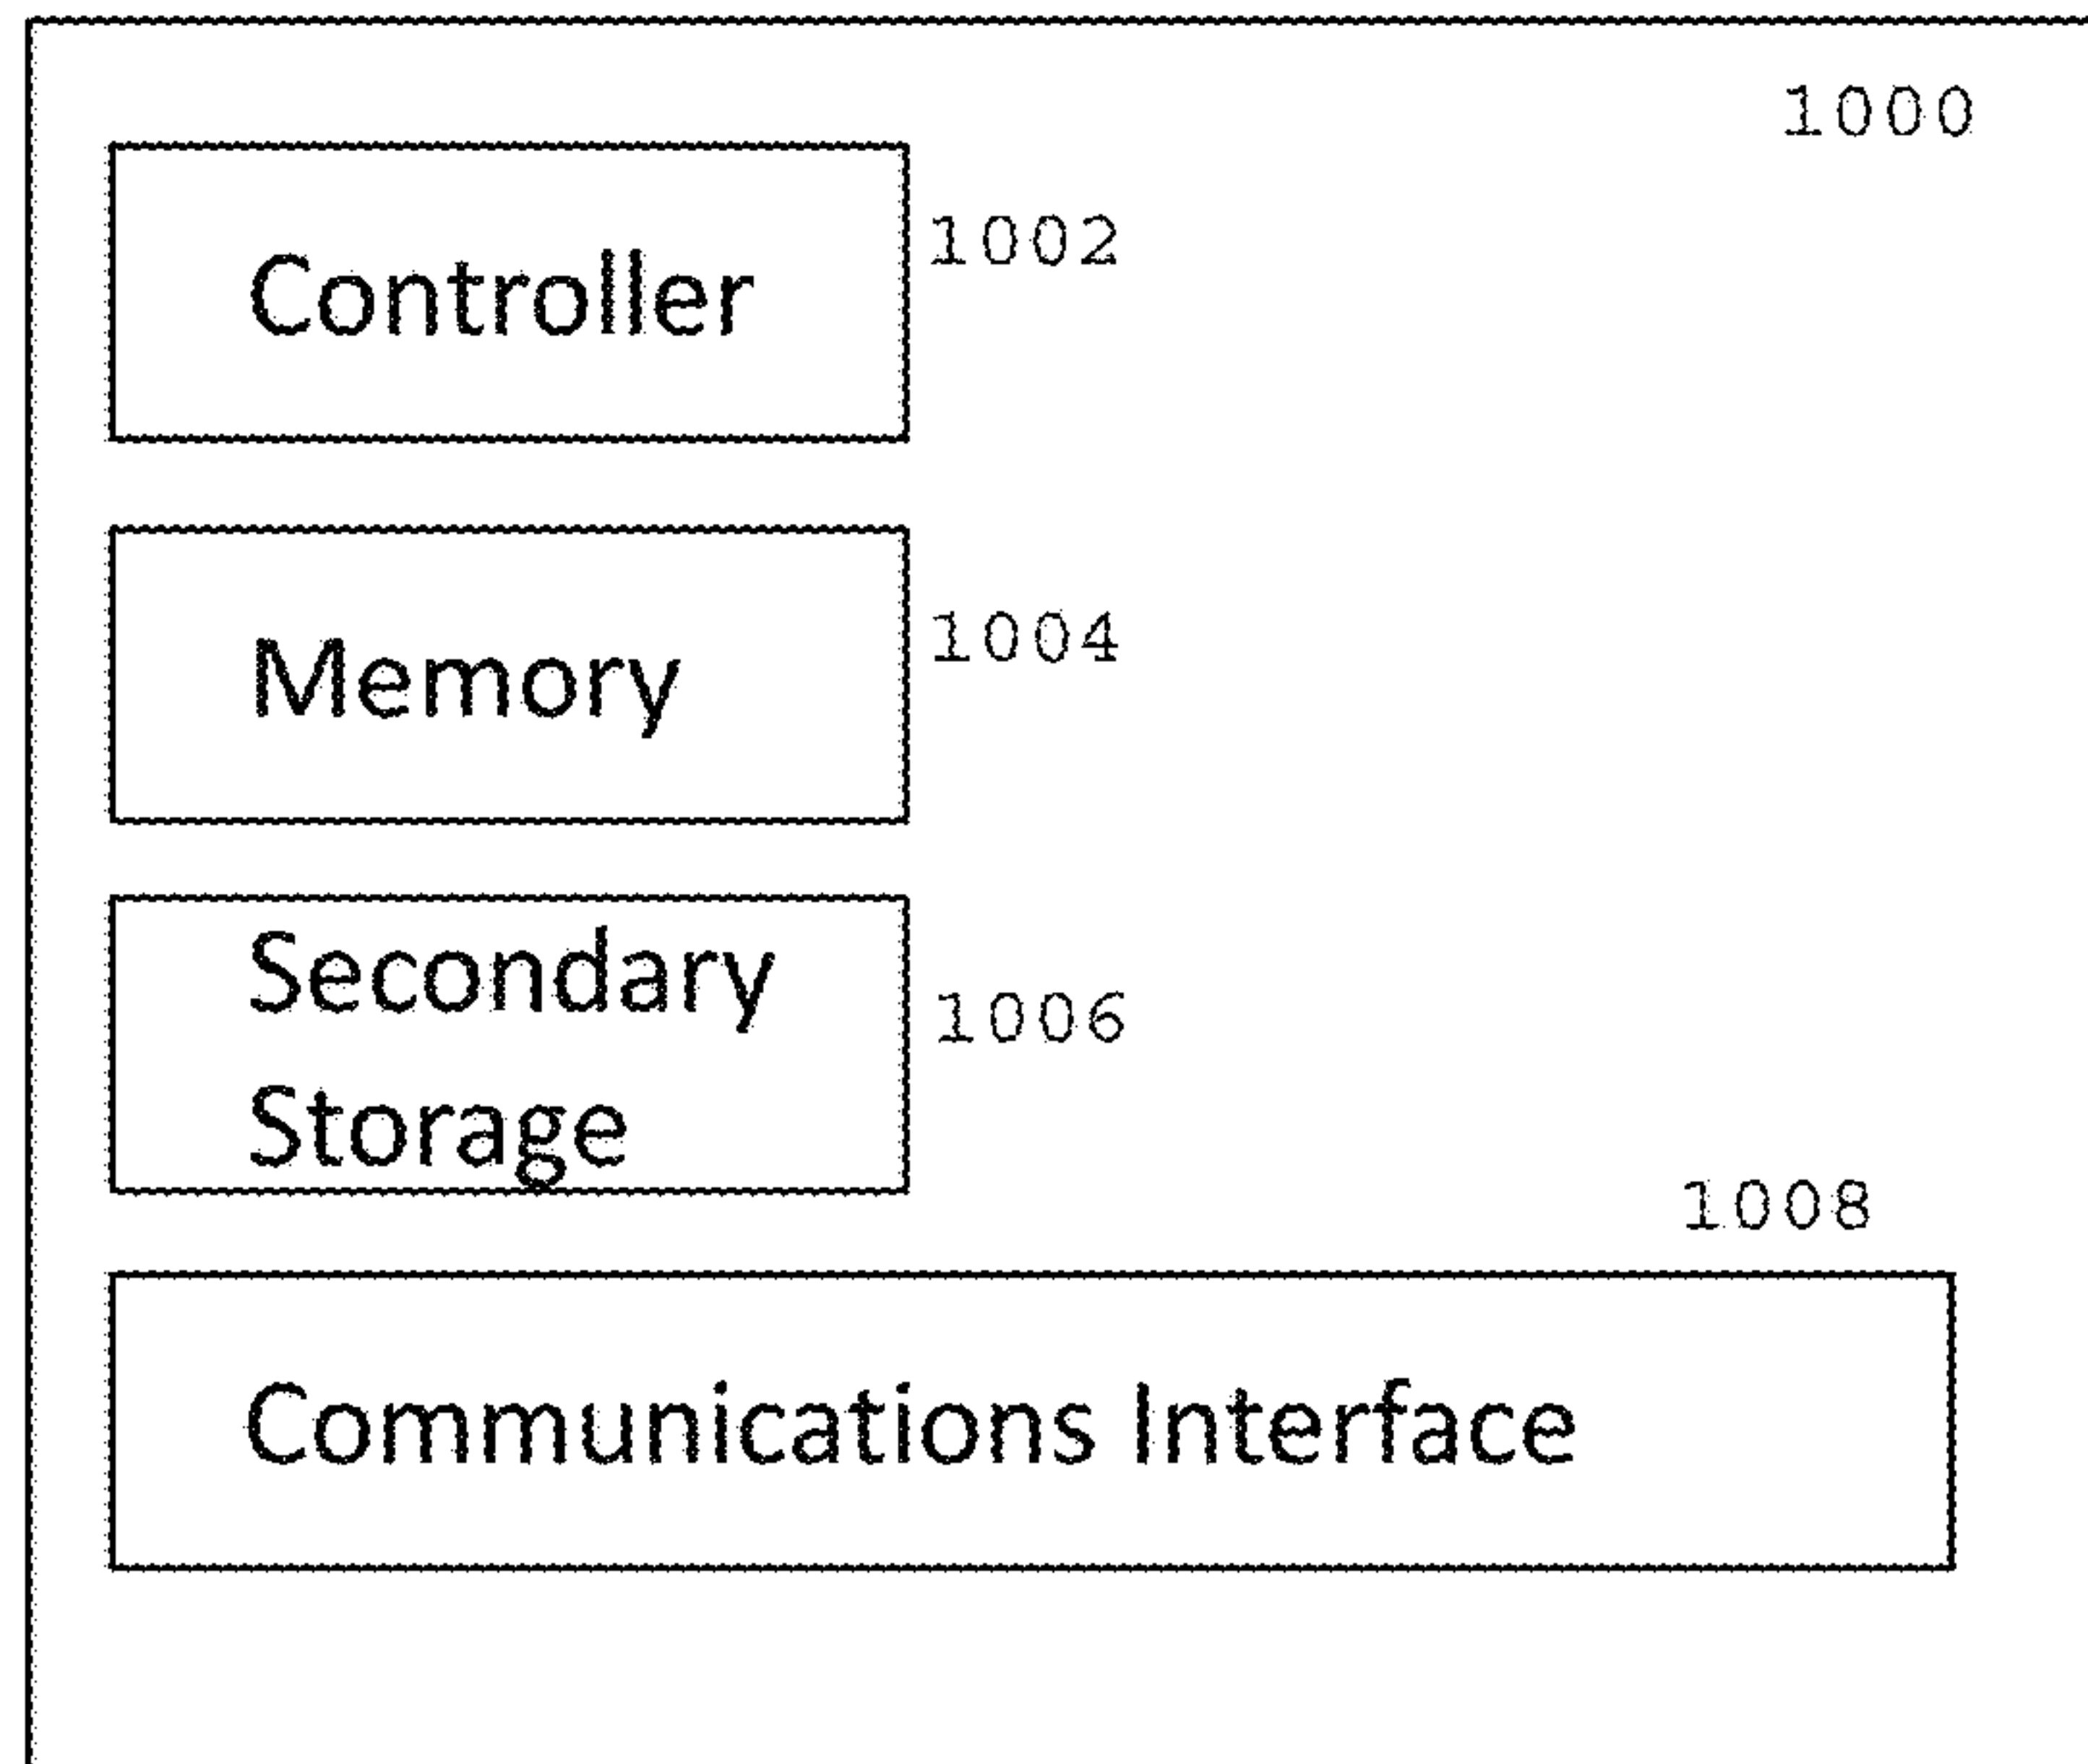 1000
Controller
1002
Memory
1004
Secondary
Storage
1006
1008
Communications Interface